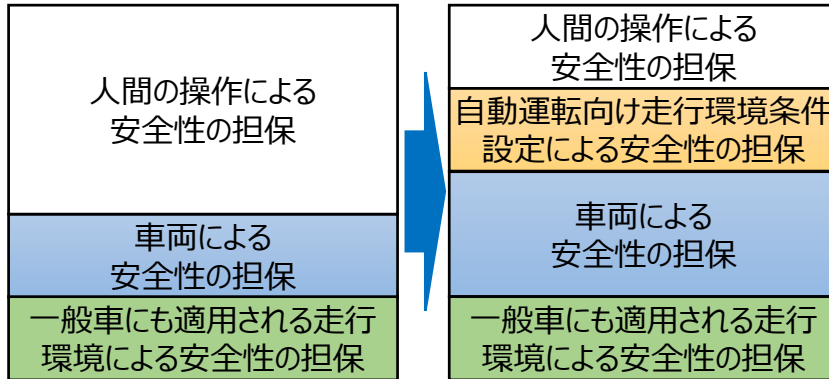 人間の操作による
安全性の担保
車両による
安全性の担保
一般車にも適用される走行
環境による安全性の担保
人間の操作による
安全性の担保
自動運転向け走行環境条件
設定による安全性の担保
車両による
安全性の担保
一般車にも適用される走行
環境による安全性の担保